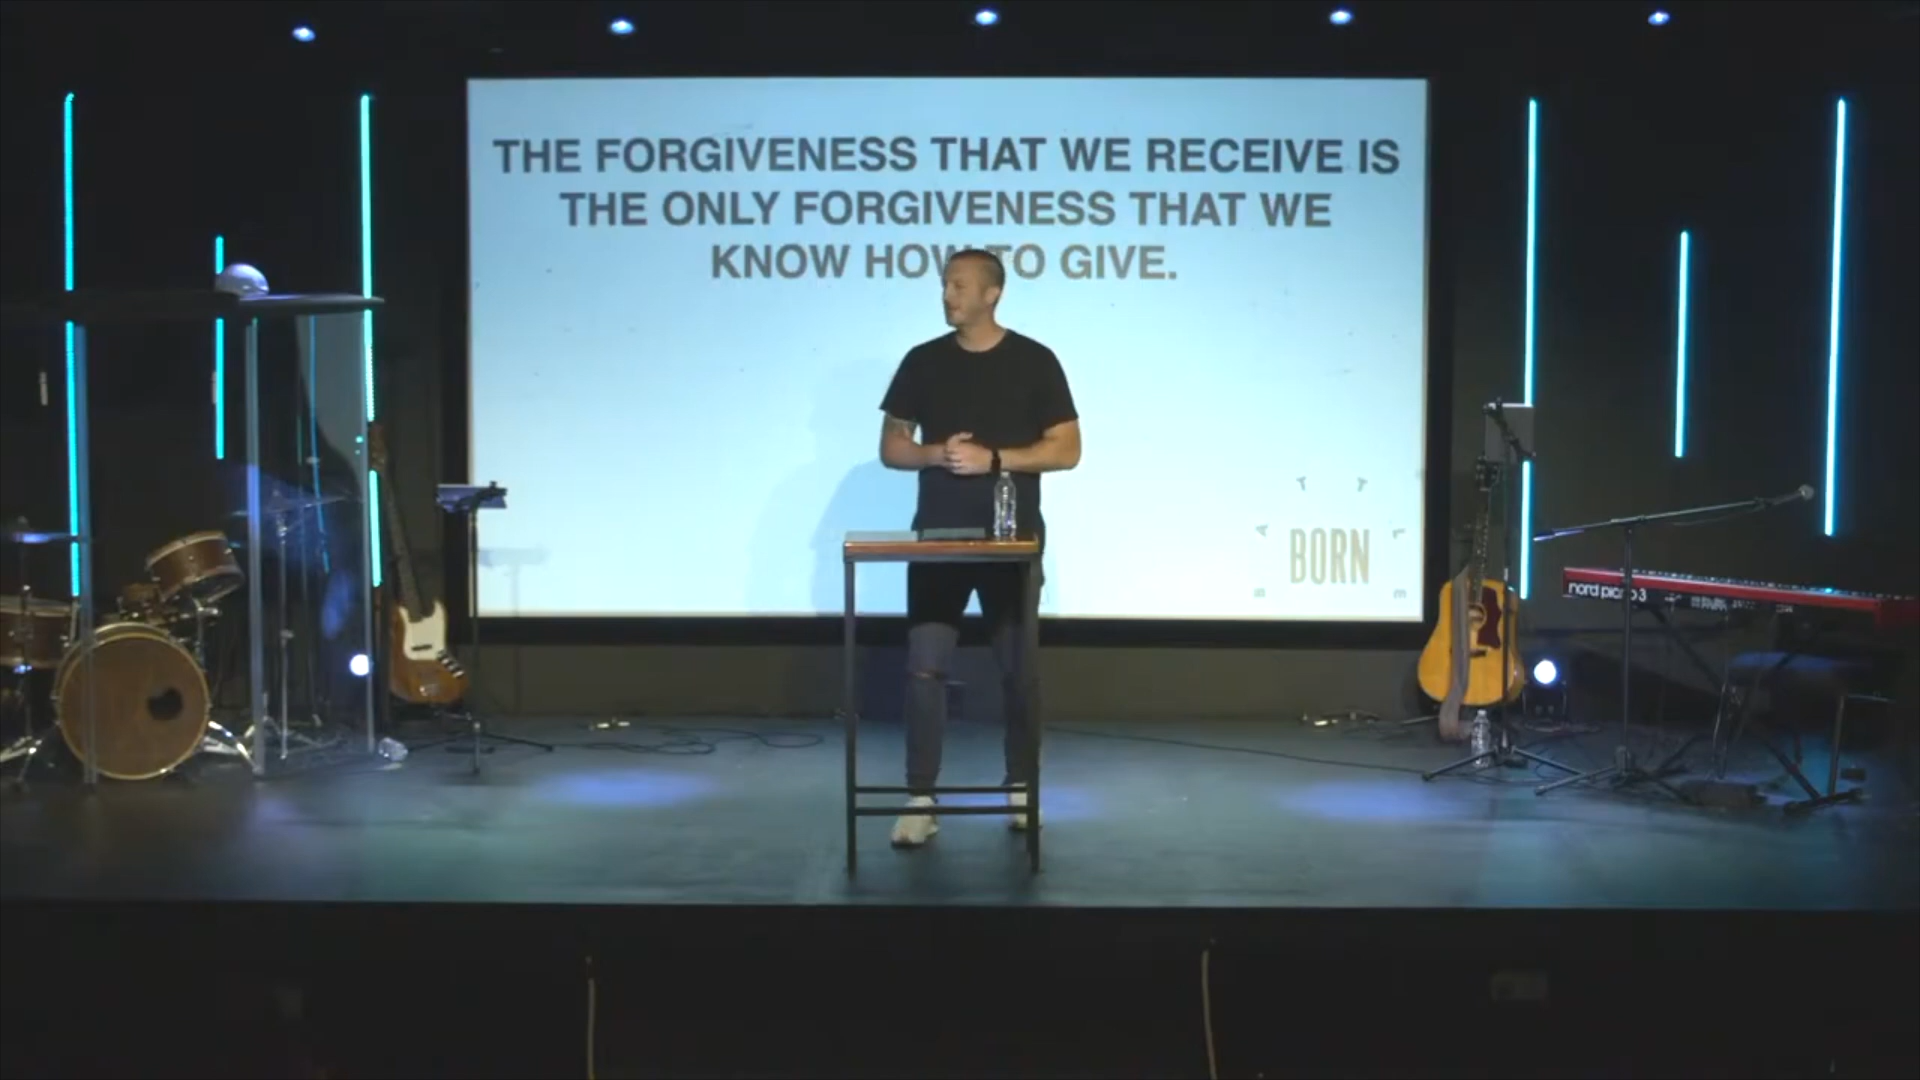 THE FORGIVENESS THAT WE RECEIVE IS
THE ONLY FORGIVENESS THAT WE
KNOW HOW TO GIVE.
BORN
nord piano 3